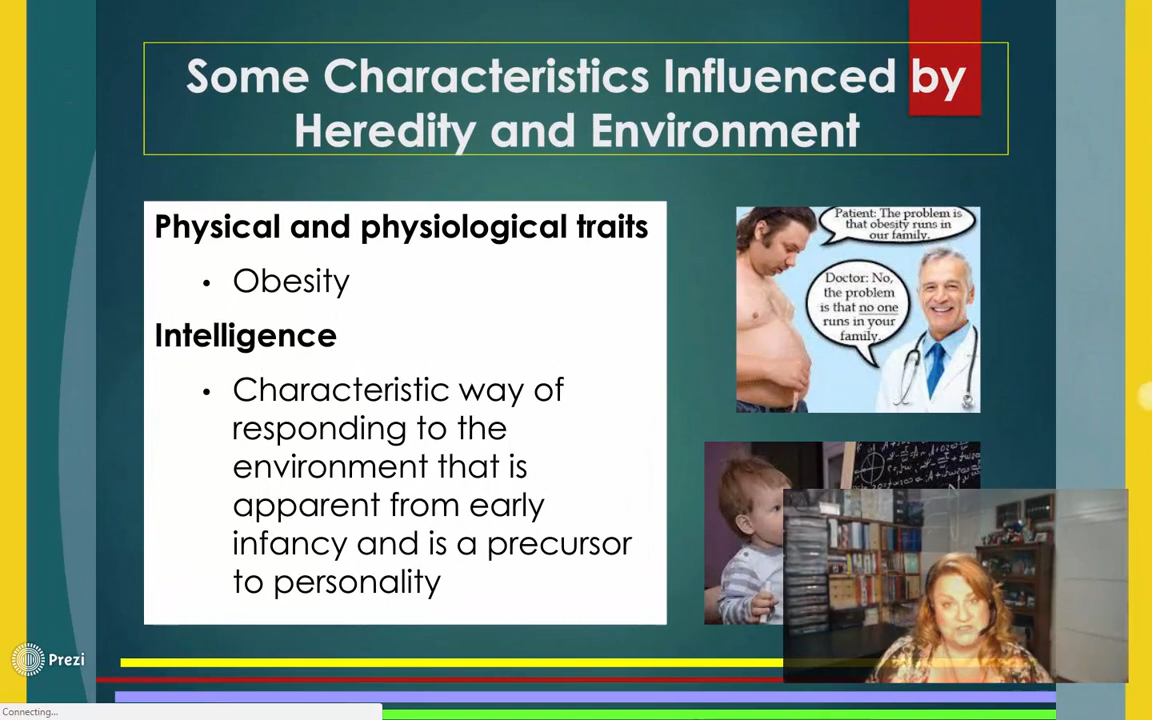 Some Characteristics Influenced by
Heredity and Environment
Physical and physiological traits
• Obesity
Intelligence
• Characteristic way of
responding to the
environment that is
apparent from early
infancy and is a precursor
to personality
Patient: The problem is
that obesity runs in
our family.
Doctor: No,
the problem
is that no one
runs in your
family.
Prezi
Connecting...